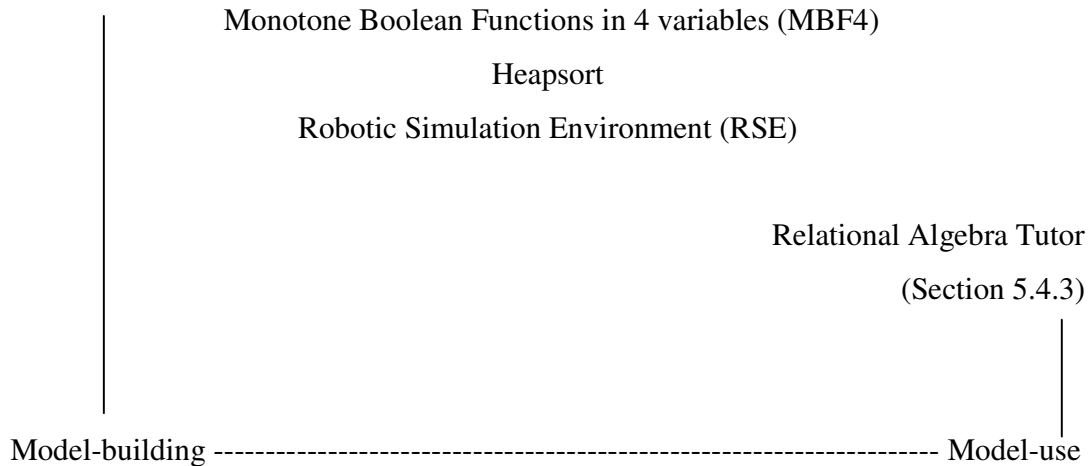 Monotone Boolean Functions in 4 variables (MBF4)
Heapsort
Robotic Simulation Environment (RSE)
Relational Algebra Tutor
(Section 5.4.3)
Model-building ---------------------------------------------------------------------- Model-use